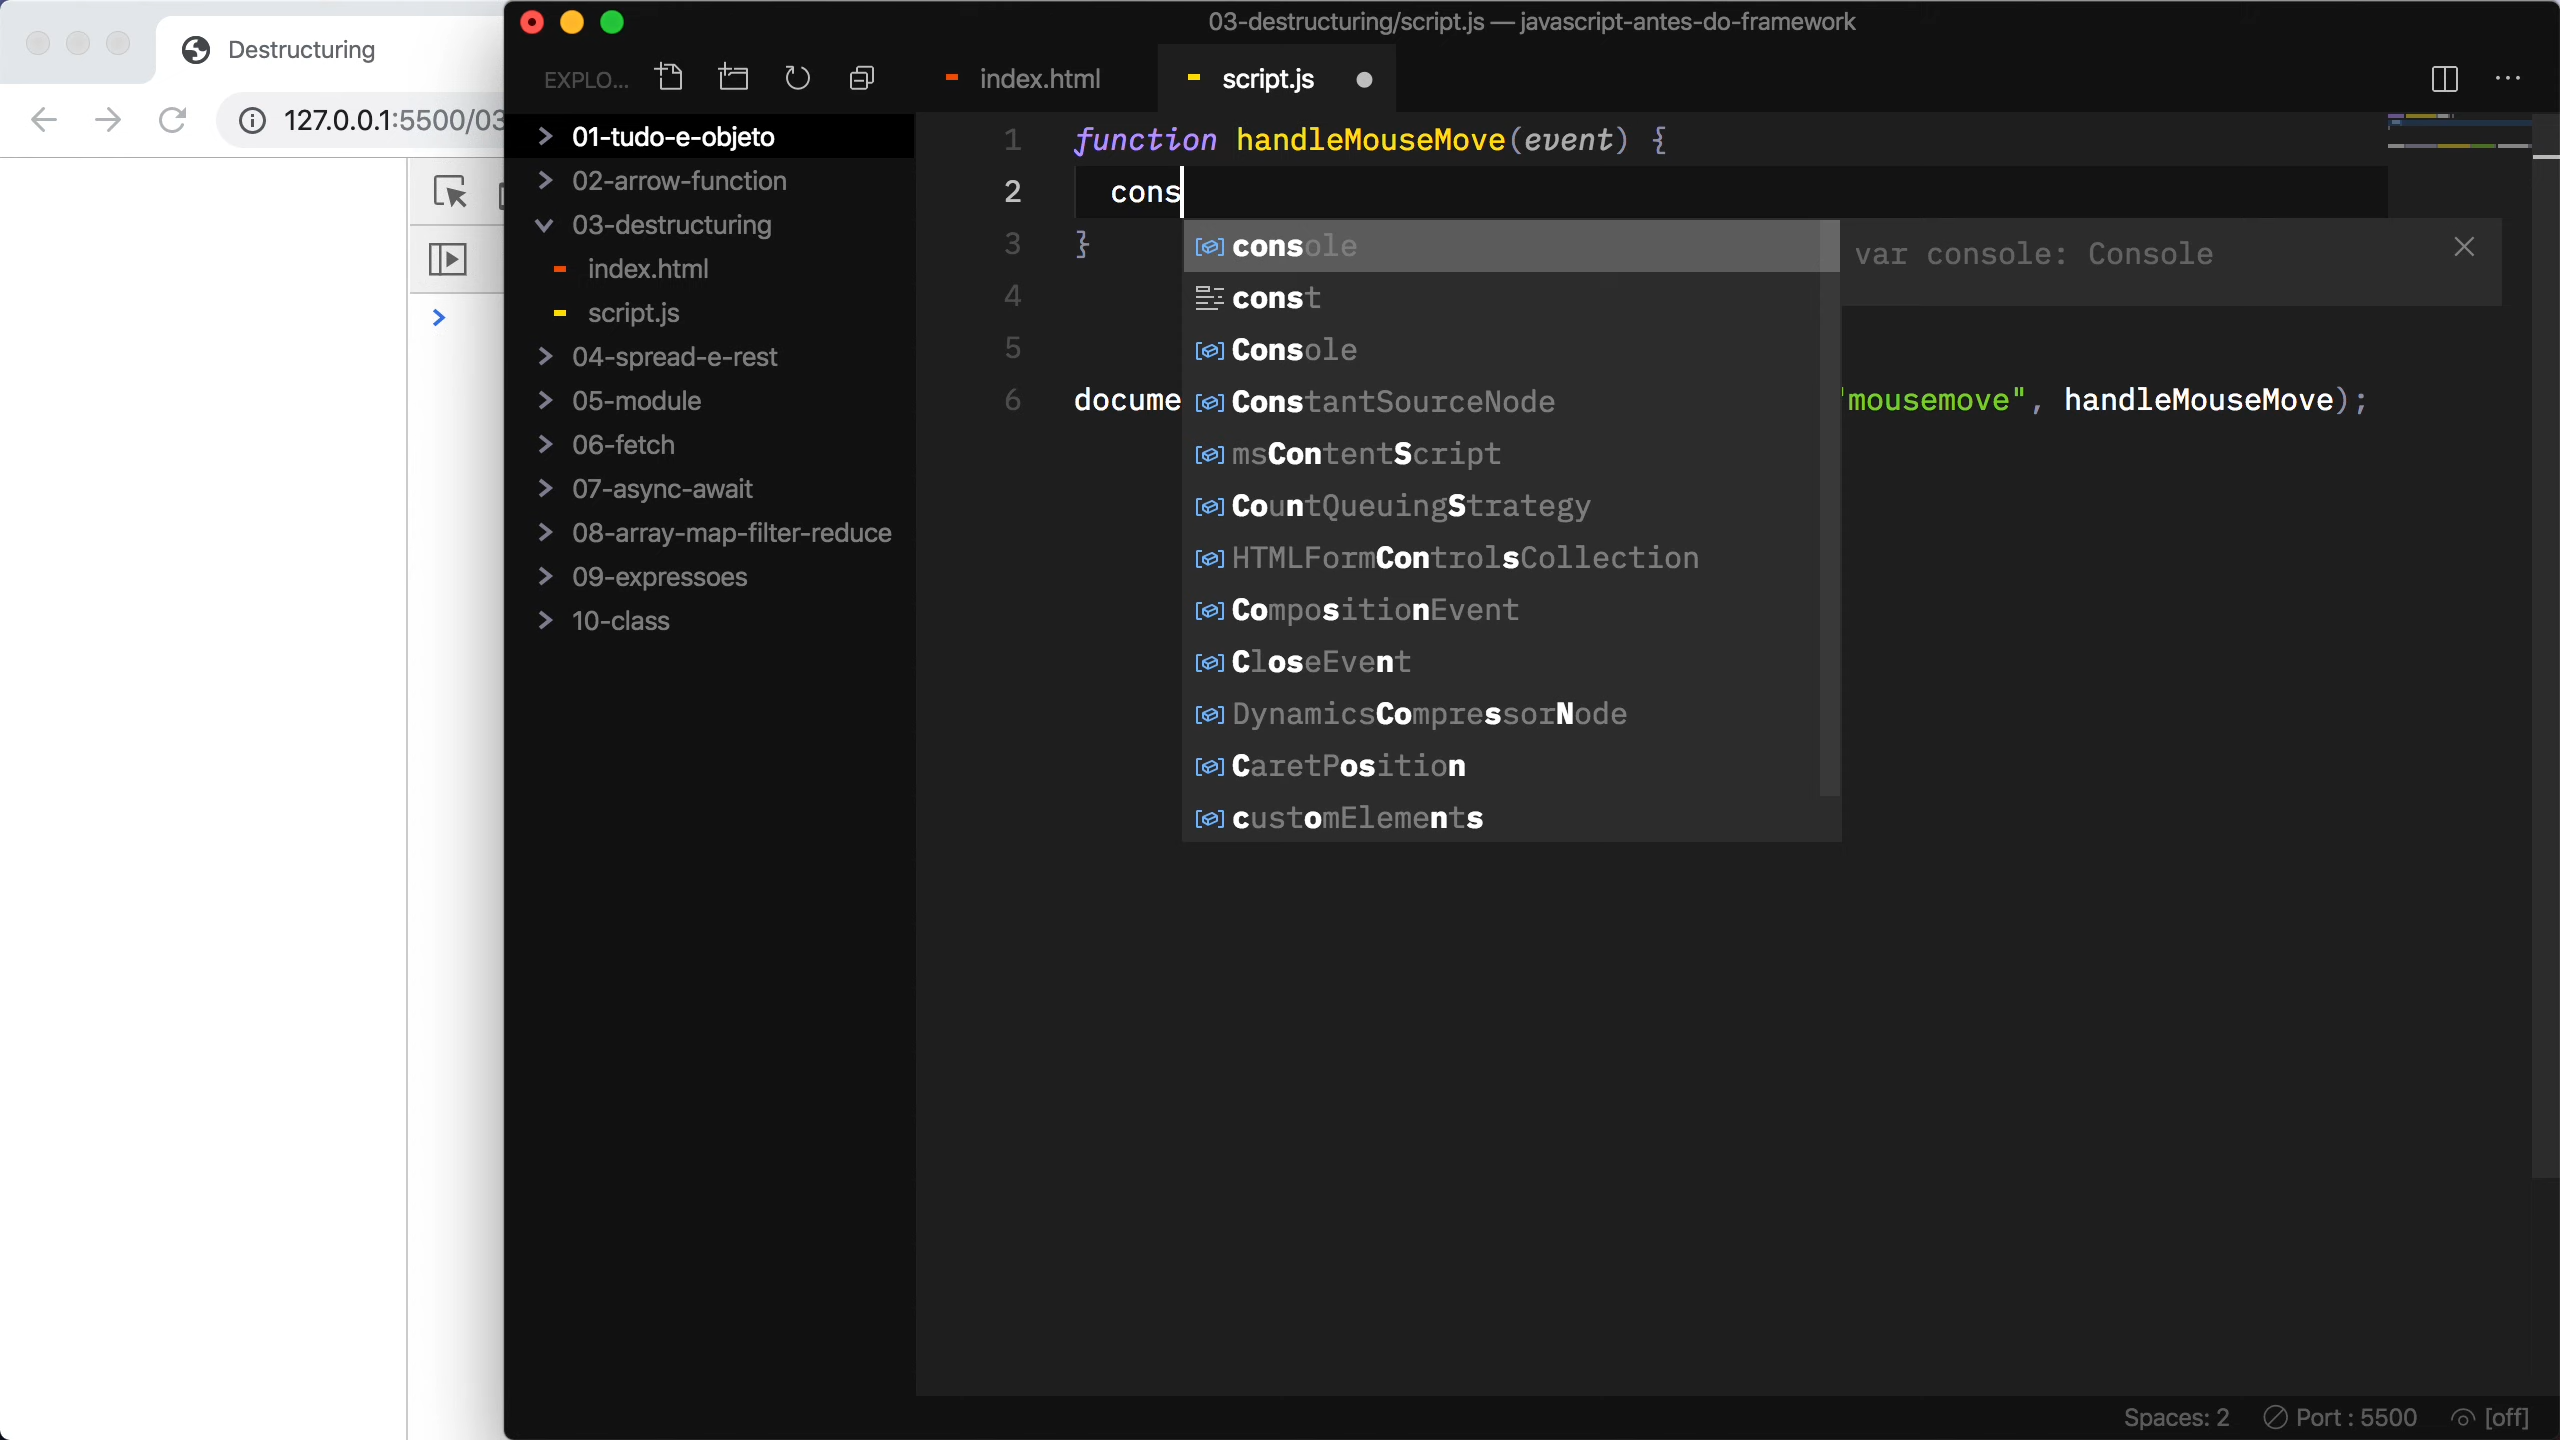 Destructuring
127.0.0.1:5500/03
03-destructuring/script.js — javascript-antes-do-framework
EXPLO...
01-tudo-e-objeto
02-arrow-function
03-destructuring
index.html
script.js
04-spread-e-rest
05-module
06-fetch
07-async-await
08-array-map-filter-reduce
09-expressoes
10-class
index.html
script.js
1 function handleMouseMove(event) {
2 cons
3 }
4
5
6 docume "mousemove", handleMouseMove);
console
const
Console
ConstantSourceNode
msContentScript
CountQueuingStrategy
HTMLFormControlsCollection
CompositionEvent
CloseEvent
DynamicsCompressorNode
CaretPosition
customElements
var console: Console
Spaces: 2 Port : 5500 [off]